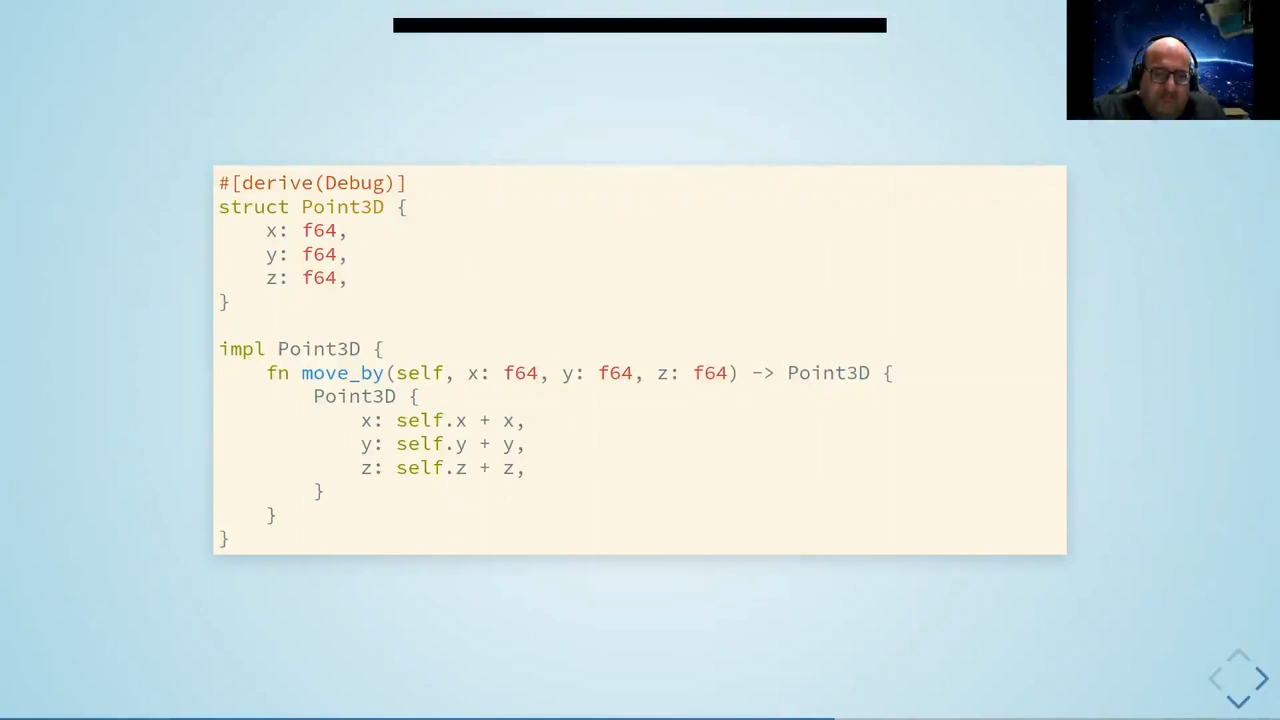 #[derive(Debug)]
struct Point3D {
    x: f64,
    y: f64,
    z: f64,
}

impl Point3D {
    fn move_by(self, x: f64, y: f64, z: f64) -> Point3D {
        Point3D {
            x: self.x + x,
            y: self.y + y,
            z: self.z + z,
        }
    }
}